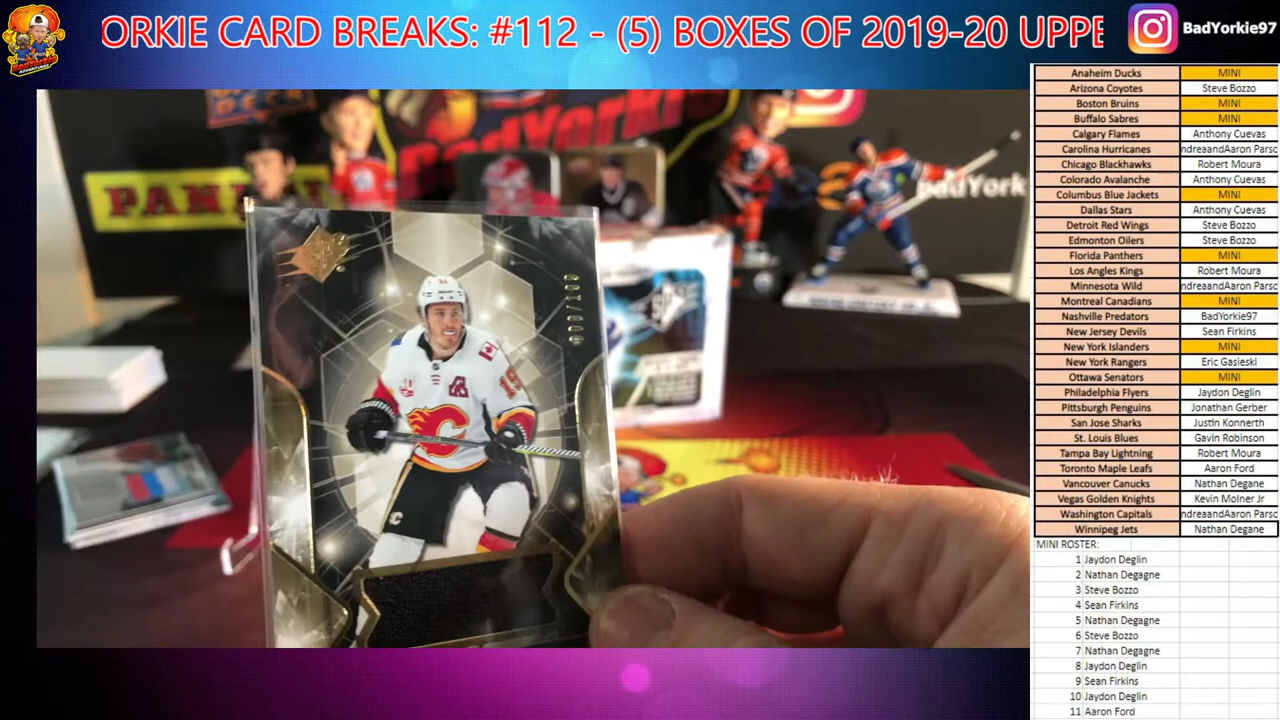 ORKIE CARD BREAKS: #112 - (5) BOXES OF 2019-20 UPPE
BadYorkie97
PANINI
BadYorkie
BadYork
SPX
A
19
Anaheim Ducks MINI
Arizona Coyotes Steve Bozzo
Boston Bruins MINI
Buffalo Sabres MINI
Calgary Flames Anthony Cuevas
Carolina Hurricanes ndreaandAaron Parsc
Chicago Blackhawks Robert Moura
Colorado Avalanche Anthony Cuevas
Columbus Blue Jackets MINI
Dallas Stars Anthony Cuevas
Detroit Red Wings Steve Bozzo
Edmonton Oilers Steve Bozzo
Florida Panthers MINI
Los Angeles Kings Robert Moura
Minnesota Wild ndreaandAaron Parsc
Montreal Canadians MINI
Nashville Predators BadYorkie97
New Jersey Devils Sean Firkins
New York Islanders MINI
New York Rangers Eric Gasieski
Ottawa Senators MINI
Philadelphia Flyers Jaydon Deglin
Pittsburgh Penguins Jonathan Gerber
San Jose Sharks Justin Konnerth
St. Louis Blues Gavin Robinson
Tampa Bay Lightning Robert Moura
Toronto Maple Leafs Aaron Ford
Vancouver Canucks Nathan Degane
Vegas Golden Knights Kevin Molner Jr
Washington Capitals ndreaandAaron Parsc
Winnipeg Jets Nathan Degane
MINI ROSTER:
1 Jaydon Deglin
2 Nathan Degagne
3 Steve Bozzo
4 Sean Firkins
5 Nathan Degagne
6 Steve Bozzo
7 Nathan Degagne
8 Jaydon Deglin
9 Sean Firkins
10 Jaydon Deglin
11 Aaron Ford